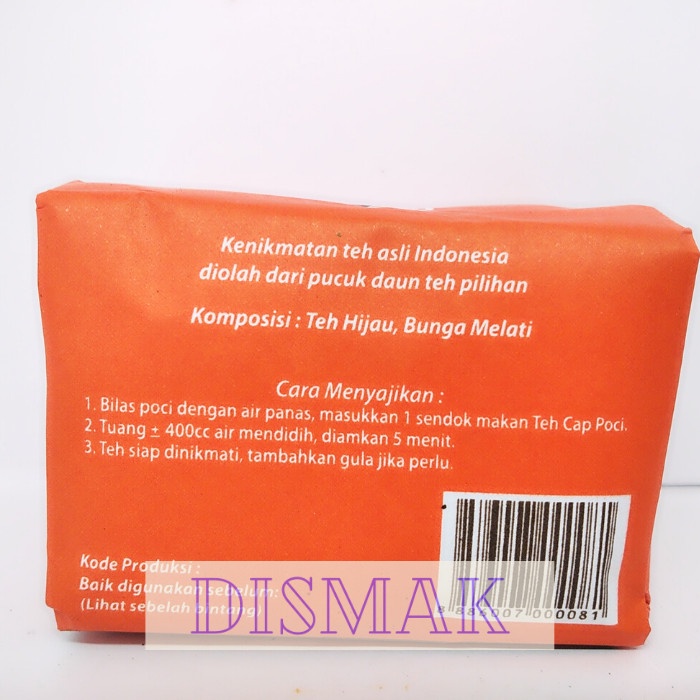 Kenikmatan teh asli Indonesia
diolah dari pucuk daun teh pilihan
Komposisi : Teh Hijau, Bunga Melati
Cara Menyajikan :
1. Bilas poci dengan air panas, masukkan 1 sendok makan Teh Cap Poci.
2. Tuang ± 400cc air mendidih, diamkan 5 menit.
3. Teh siap dinikmati, tambahkan gula jika perlu.
Kode Produksi :
Baik digunakan sebelum:
(Lihat sebelah bintang)
DISMAK
8 886007 000081